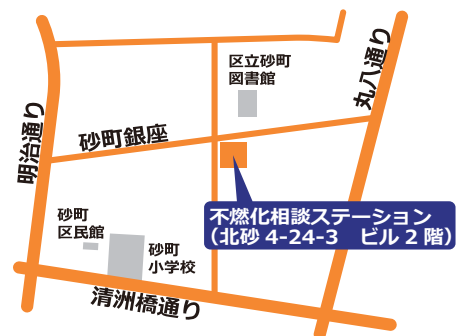 区立砂町
図書館
丸八通り
明治通り
砂町銀座
不燃化相談ステーション
（北砂 4-24-3　ビル 2 階）
砂町
区民館
砂町
小学校
清洲橋通り